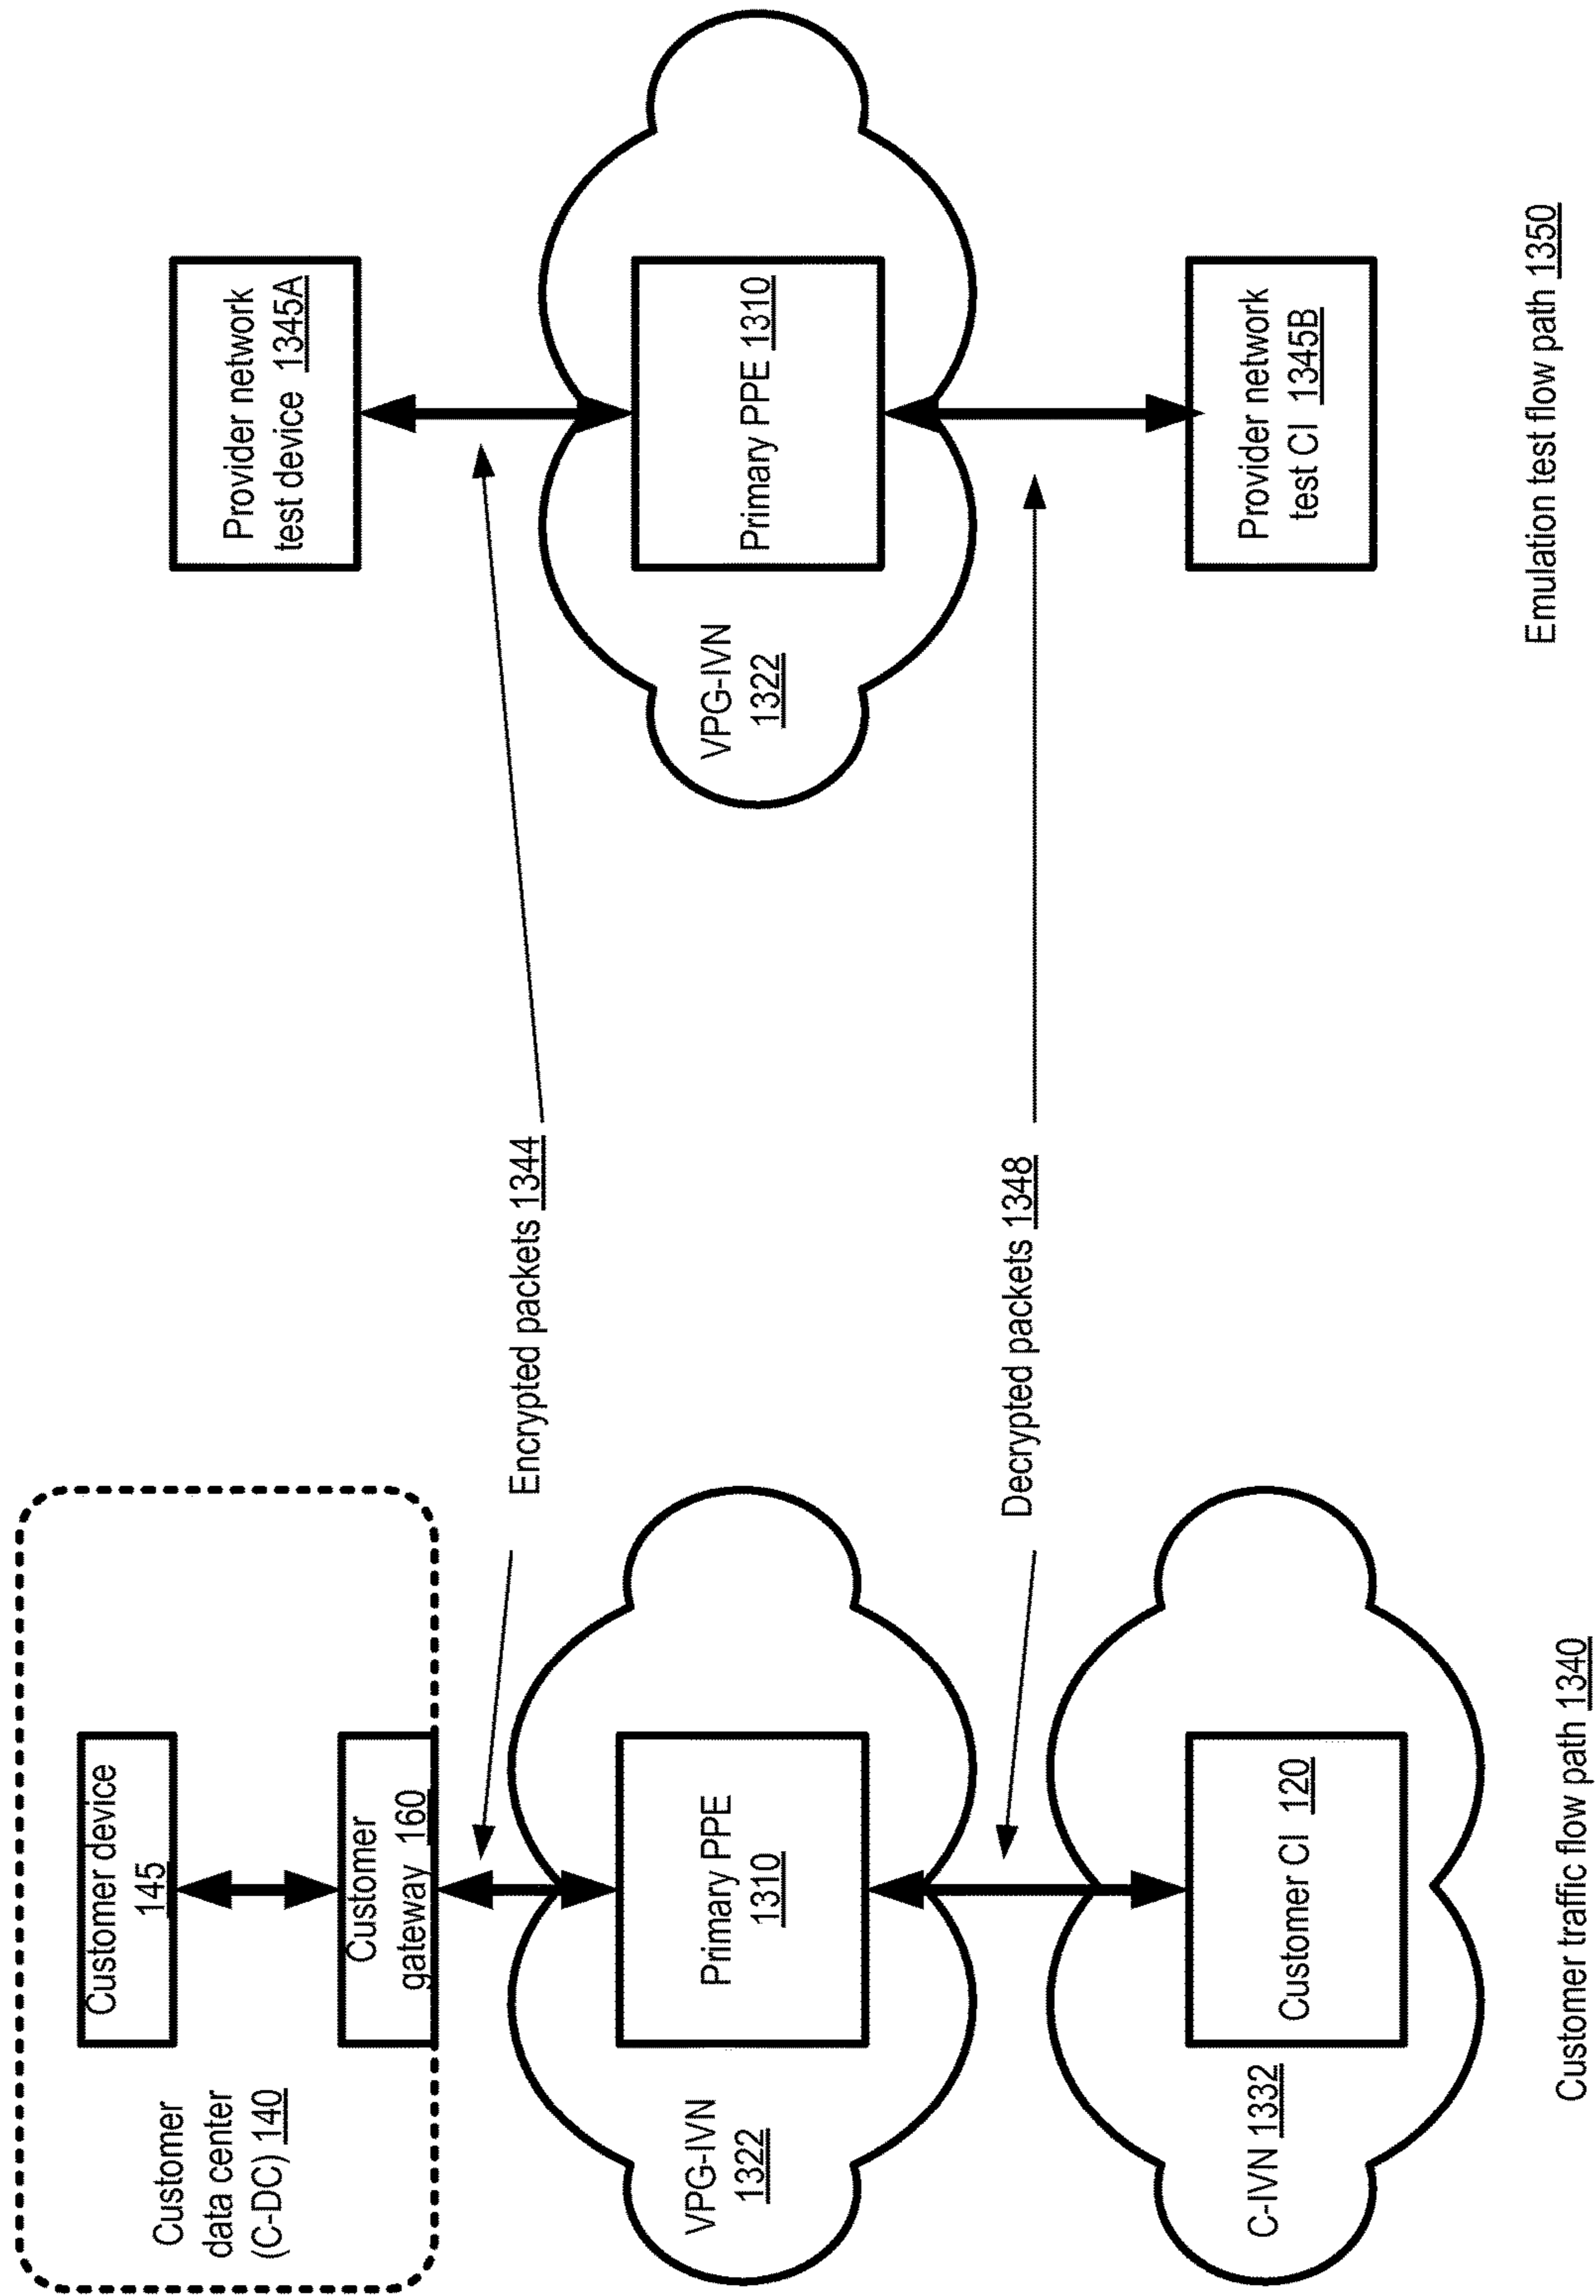 Customer
data center
(C-DC) 140
Customer device
145
Customer
gateway 160
Encrypted packets 1344
VPG-IVN
1322
Primary PPE
1310
Decrypted packets 1348
C-IVN 1332
Customer CI 120
Customer traffic flow path 1340
Provider network
test device 1345A
VPG-IVN
1322
Primary PPE 1310
Provider network
test CI 1345B
Emulation test flow path 1350